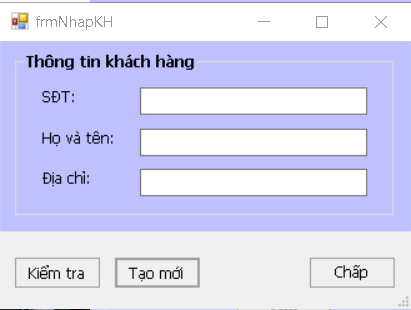 frmNhapKH
Thông tin khách hàng
SĐT:
Họ và tên:
Địa chỉ:
Kiểm tra
Tạo mới
Chấp